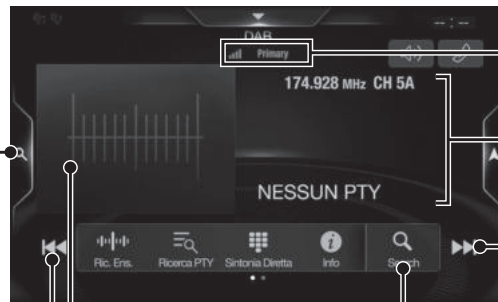 DAB
-- : --
Primary
174.928 MHz CH 5A
NESSUN PTY
Ric. Ens.
Ricerca PTY
Sintonia Diretta
Info
Search